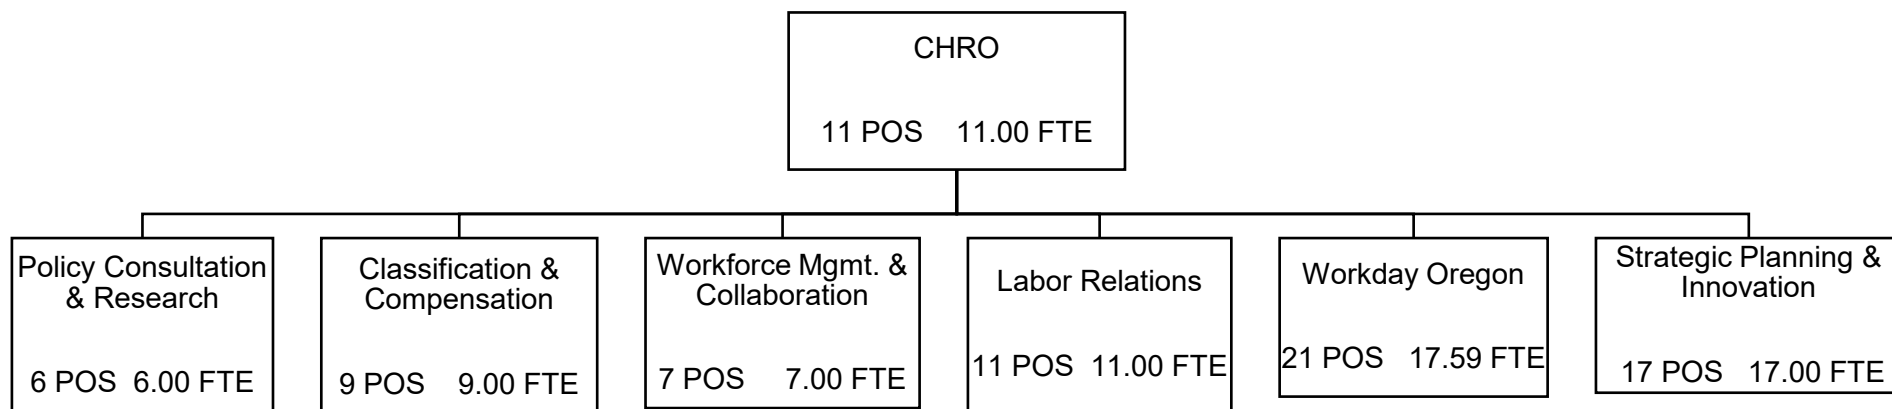 CHRO
11 POS 11.00 FTE
Policy Consultation
& Research
6 POS 6.00 FTE
Classification &
Compensation
9 POS 9.00 FTE
Workforce Mgmt. &
Collaboration
7 POS 7.00 FTE
Labor Relations
11 POS 11.00 FTE
Workday Oregon
21 POS 17.59 FTE
Strategic Planning &
Innovation
17 POS 17.00 FTE